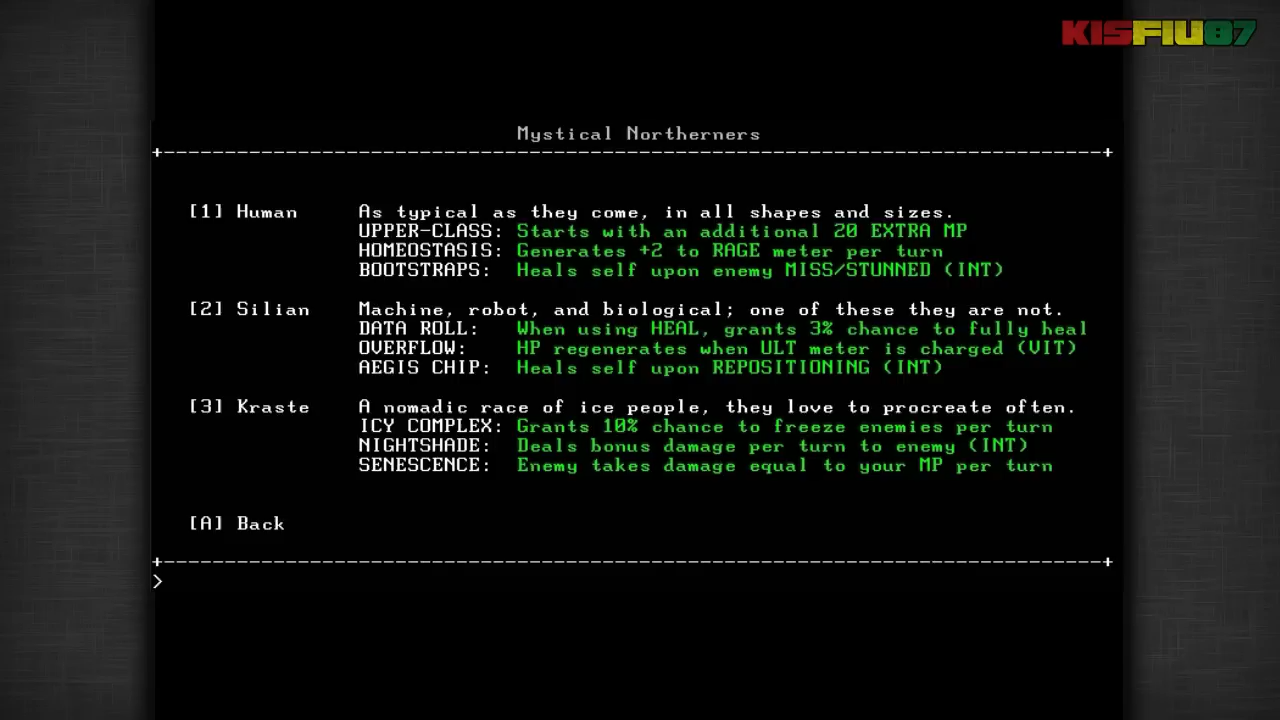 KISFIU87
Mystical Northerners
+------------------------------------------------------------------------------------------------------------------------+
[1] Human As typical as they come, in all shapes and sizes.
UPPER-CLASS: Starts with an additional 20 EXTRA MP
HOMEOSTASIS: Generates +2 to RAGE meter per turn
BOOTSTRAPS: Heals self upon enemy MISS/STUNNED (INT)
[2] Silian Machine, robot, and biological; one of these they are not.
DATA ROLL: When using HEAL, grants 3% chance to fully heal
OVERFLOW: HP regenerates when ULT meter is charged (VIT)
AEGIS CHIP: Heals self upon REPOSITIONING (INT)
[3] Kraste A nomadic race of ice people, they love to procreate often.
ICY COMPLEX: Grants 10% chance to freeze enemies per turn
NIGHTSHADE: Deals bonus damage per turn to enemy (INT)
SENESCENCE: Enemy takes damage equal to your MP per turn
[A] Back
+------------------------------------------------------------------------------------------------------------------------+
>